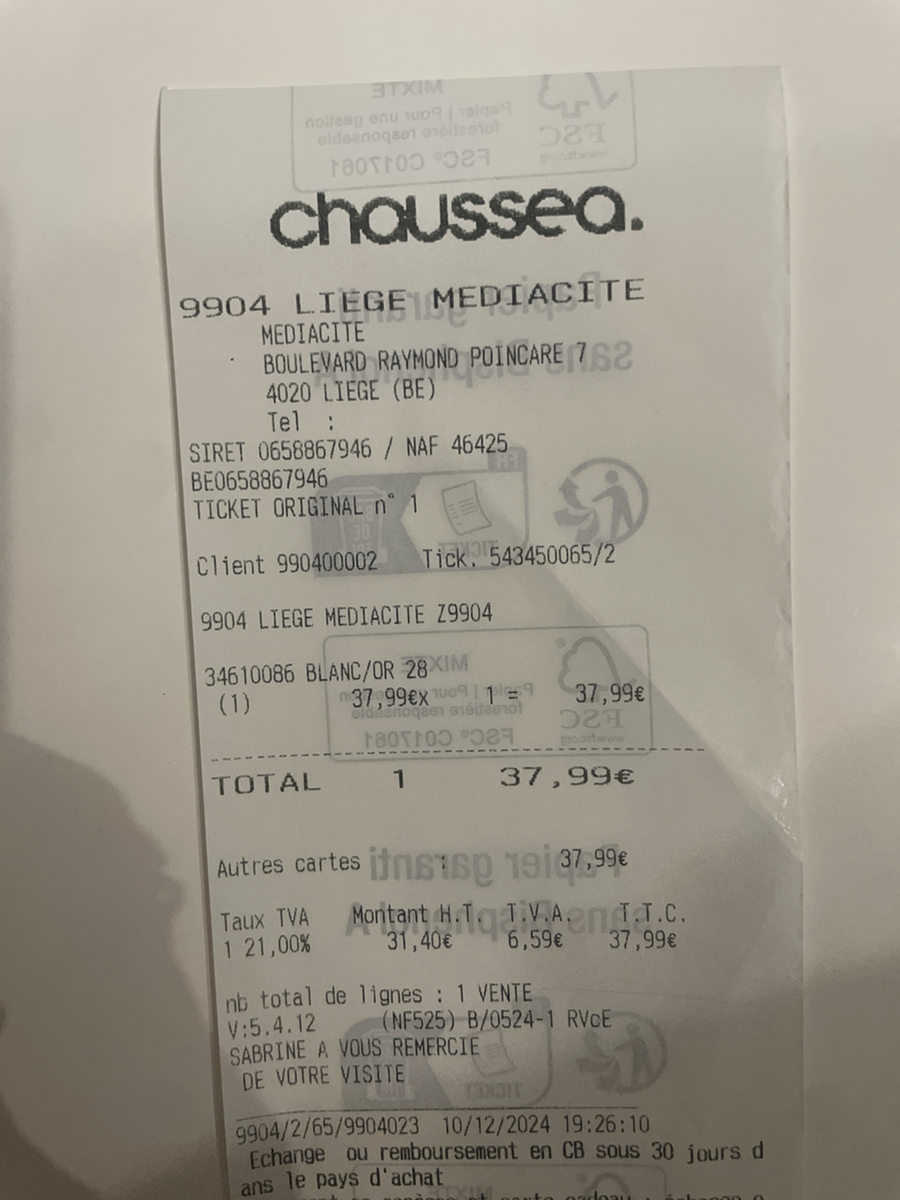 chaussea.
9904 LIEGE MEDIACITE
MEDIACITE
BOULEVARD RAYMOND POINCARE 7
4020 LIEGE (BE)
Tel :
SIRET 0658867946 / NAF 46425
BE0658867946
TICKET ORIGINAL n° 1
Client 990400002 Tick. 543450065/2
9904 LIEGE MEDIACITE Z9904
34610086 BLANC/OR 28
(1) 37,99€x 1 = 37,99€
TOTAL 1 37,99€
Autres cartes : 37,99€
Taux TVA Montant H.T. T.V.A. T.T.C.
1 21,00% 31,40€ 6,59€ 37,99€
nb total de lignes : 1 VENTE
V:5.4.12 (NF525) B/0524-1 RVcE
SABRINE A VOUS REMERCIE
DE VOTRE VISITE
9904/2/65/9904023 10/12/2024 19:26:10
Echange ou remboursement en CB sous 30 jours d
ans le pays d'achat